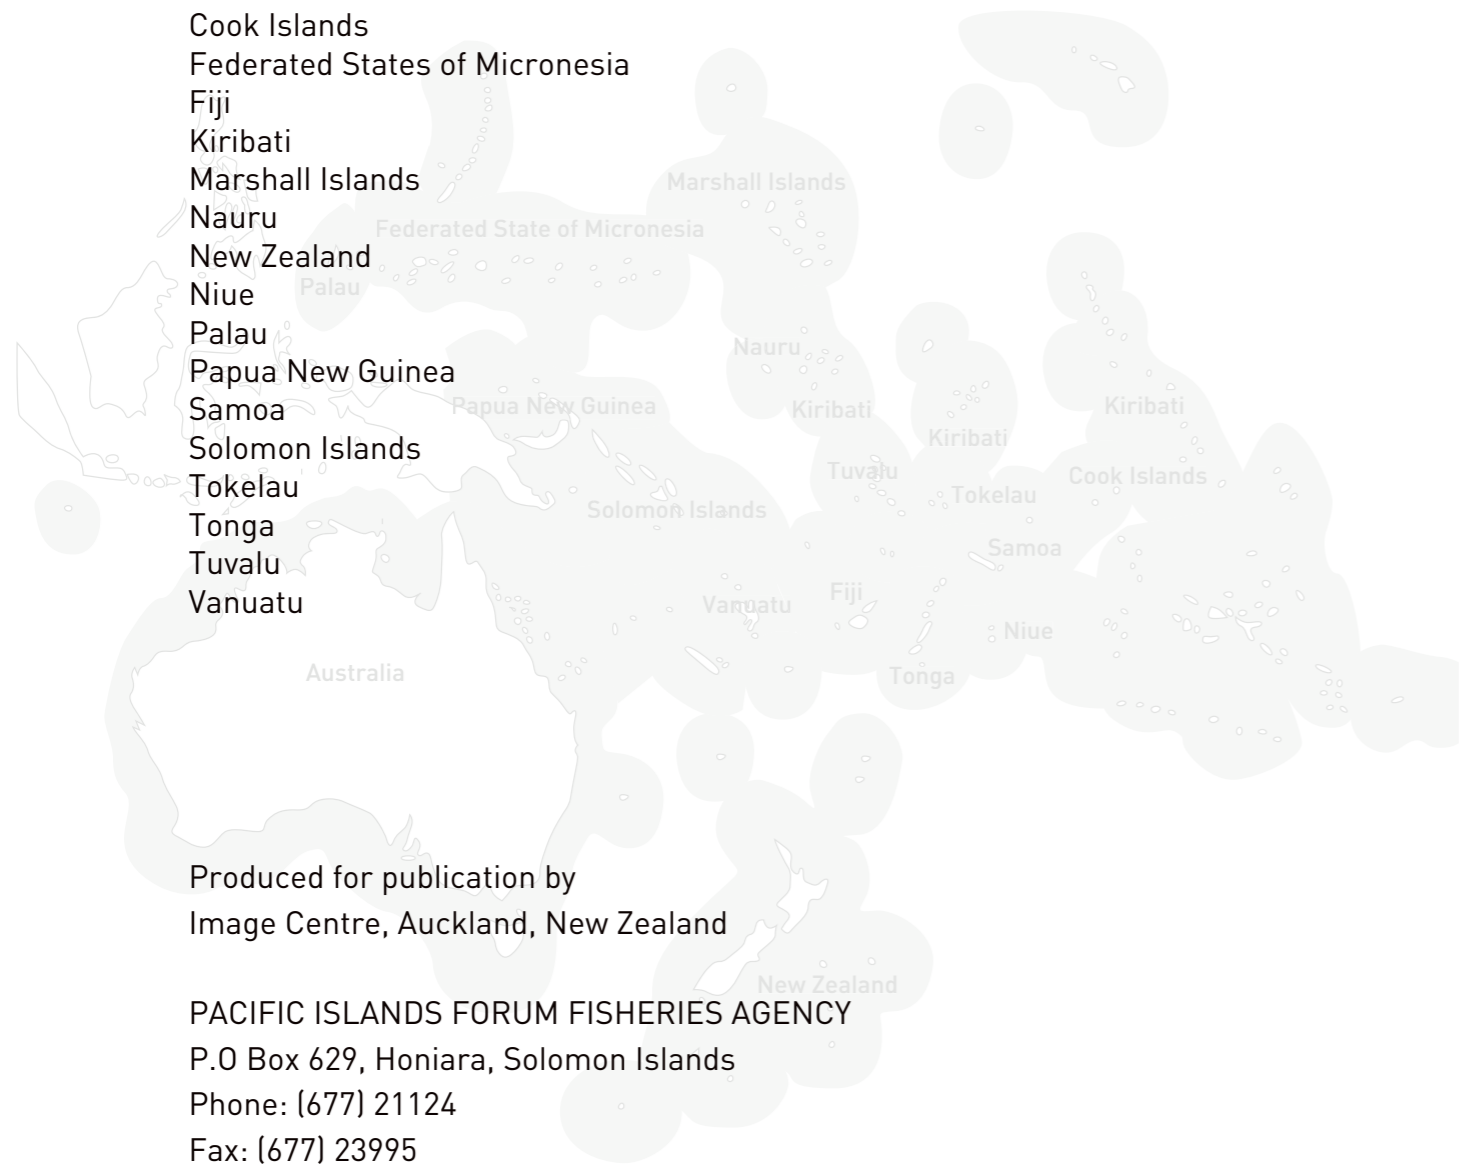 Cook Islands
Federated States of Micronesia
Fiji
Kiribati
Marshall Islands
Nauru
New Zealand
Niue
Palau
Papua New Guinea
Samoa
Solomon Islands
Tokelau
Tonga
Tuvalu
Vanuatu
Marshall Islands
Federated State of Micronesia
Palau
Nauru
Papua New Guinea
Kiribati
Kiribati
Kiribati
Tuvalu
Cook Islands
Tokelau
Solomon Islands
Samoa
Fiji
Vanuatu
Niue
Australia
Tonga
New Zealand
Produced for publication by
Image Centre, Auckland, New Zealand
PACIFIC ISLANDS FORUM FISHERIES AGENCY
P.O Box 629, Honiara, Solomon Islands
Phone: (677) 21124
Fax: (677) 23995